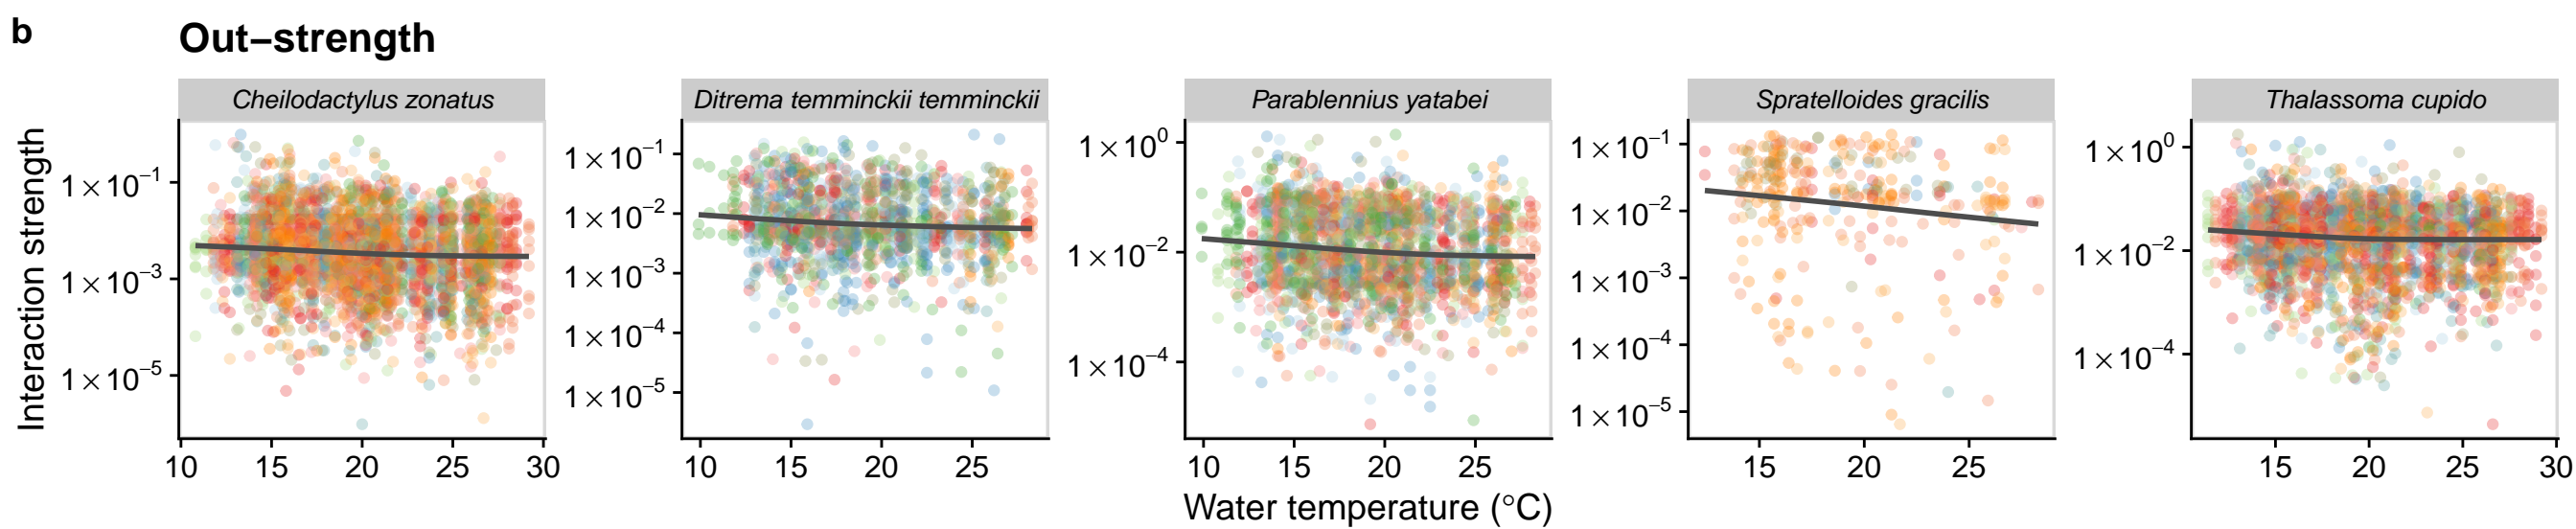 b
Out−strength
Cheilodactylus zonatus
Ditrema temminckii temminckii
Parablennius yatabei
Spratelloides gracilis
Thalassoma cupido
Interaction strength
1 × 10⁻¹
1 × 10⁻³
1 × 10⁻⁵
10 15 20 25 30
1 × 10⁻¹
1 × 10⁻²
1 × 10⁻³
1 × 10⁻⁴
1 × 10⁻⁵
10 15 20 25
1 × 10⁰
1 × 10⁻²
1 × 10⁻⁴
10 15 20 25
1 × 10⁻¹
1 × 10⁻²
1 × 10⁻³
1 × 10⁻⁴
1 × 10⁻⁵
15 20 25
1 × 10⁰
1 × 10⁻²
1 × 10⁻⁴
15 20 25 30
Water temperature (°C)